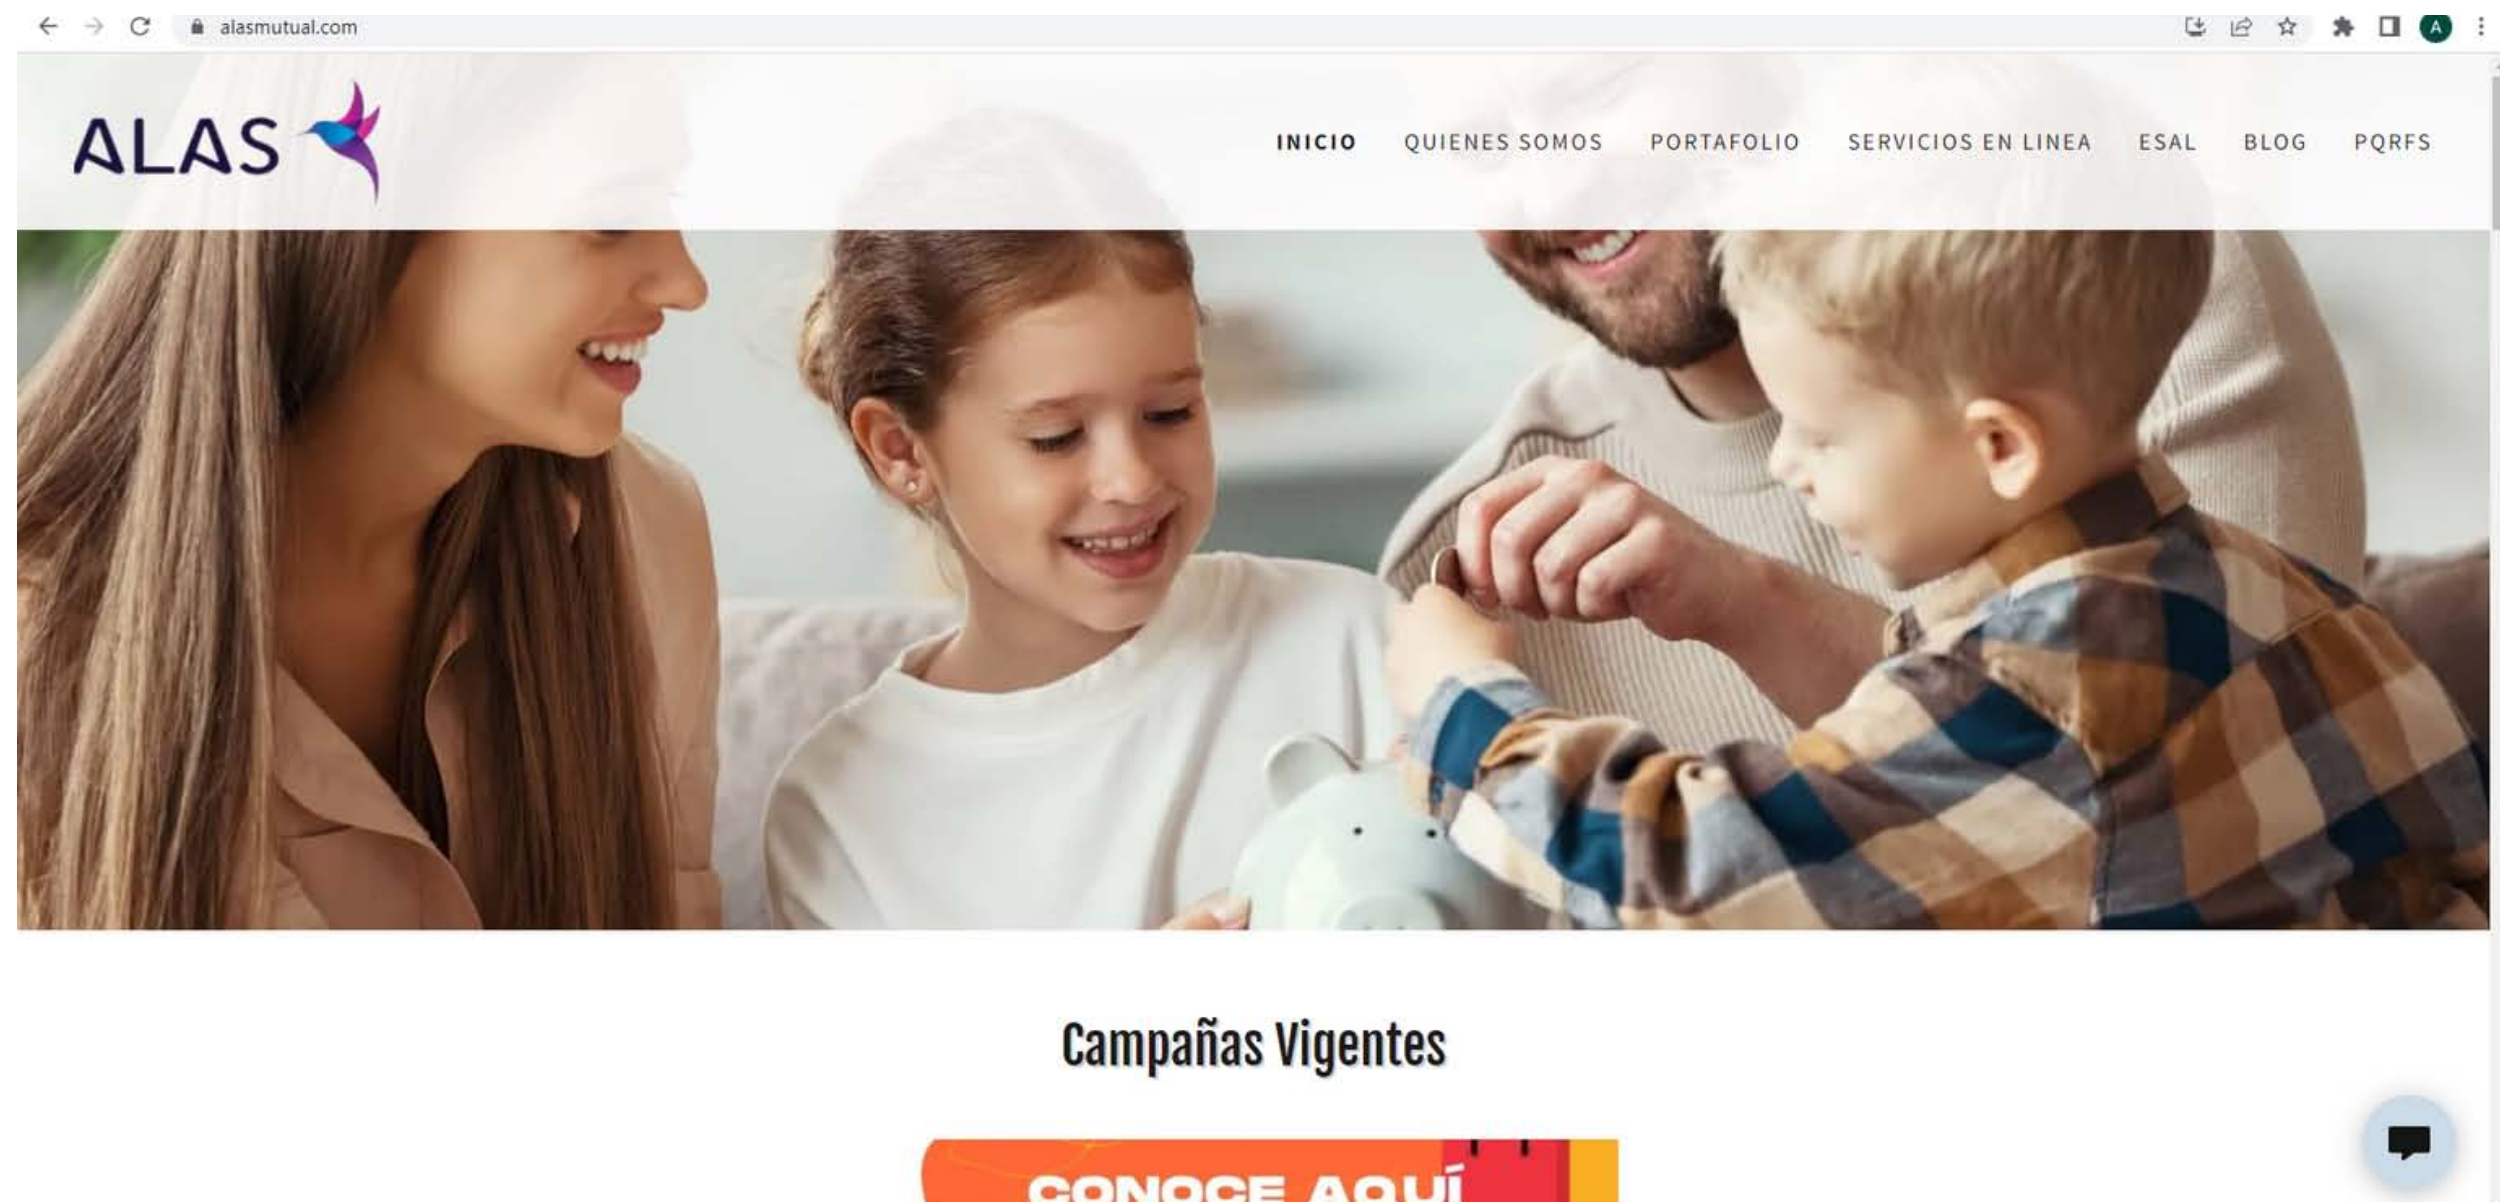 alasmutual.com
A
ALAS
INICIO QUIENES SOMOS PORTAFOLIO SERVICIOS EN LINEA ESAL BLOG PQRFS
Campañas Vigentes
CONOCE AQUÍ